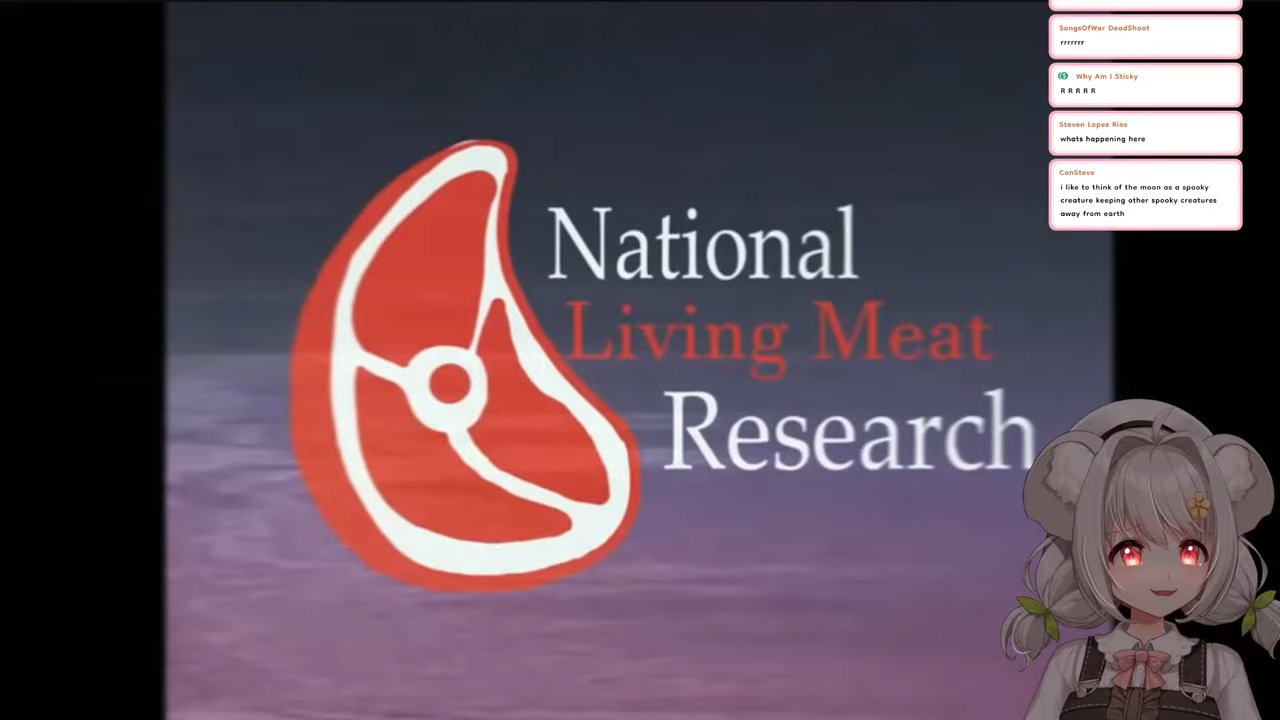 National
Living Meat
Research
SongsOfWar DeadShoot
rrrrrrr
Why Am I Sticky
R R R R R
Steven Lopez Rios
whats happening here
ConSteve
i like to think of the moon as a spooky
creature keeping other spooky creatures
away from earth